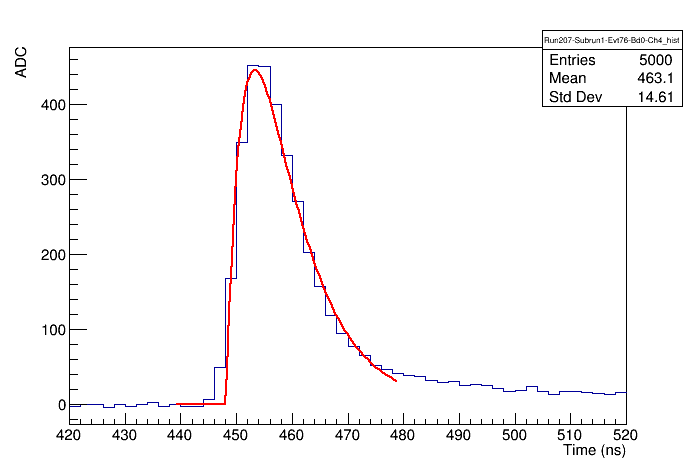 Run207-Subrun1-Evt76-Bd0-Ch4_hist
Entries 5000
Mean 463.1
Std Dev 14.61
ADC
400
300
200
100
0
420 430 440 450 460 470 480 490 500 510 520
Time (ns)